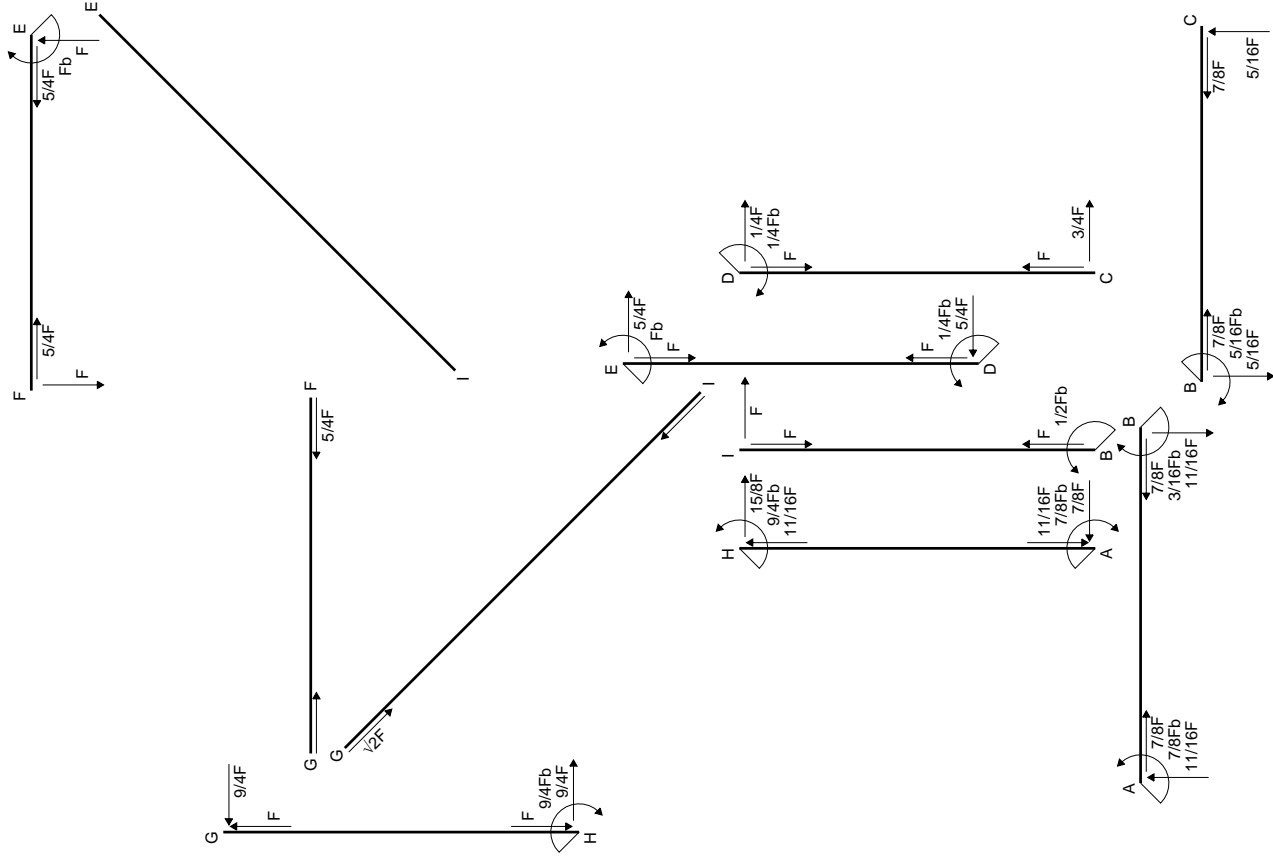 E
F
5/4F
Fb
F
5/4F
F
E
I
F
5/4F
G
G
√2F
I
G
9/4F
F
F
9/4Fb
9/4F
H
E
5/4F
Fb
F
F
1/4Fb
5/4F
D
D
1/4F
1/4Fb
F
F
3/4F
C
I
F
F
F
1/2Fb
B
H
15/8F
9/4Fb
11/16F
11/16F
7/8Fb
7/8F
A
A
7/8F
7/8Fb
11/16F
B
7/8F
3/16Fb
11/16F
B
7/8F
5/16Fb
5/16F
C
7/8F
5/16F